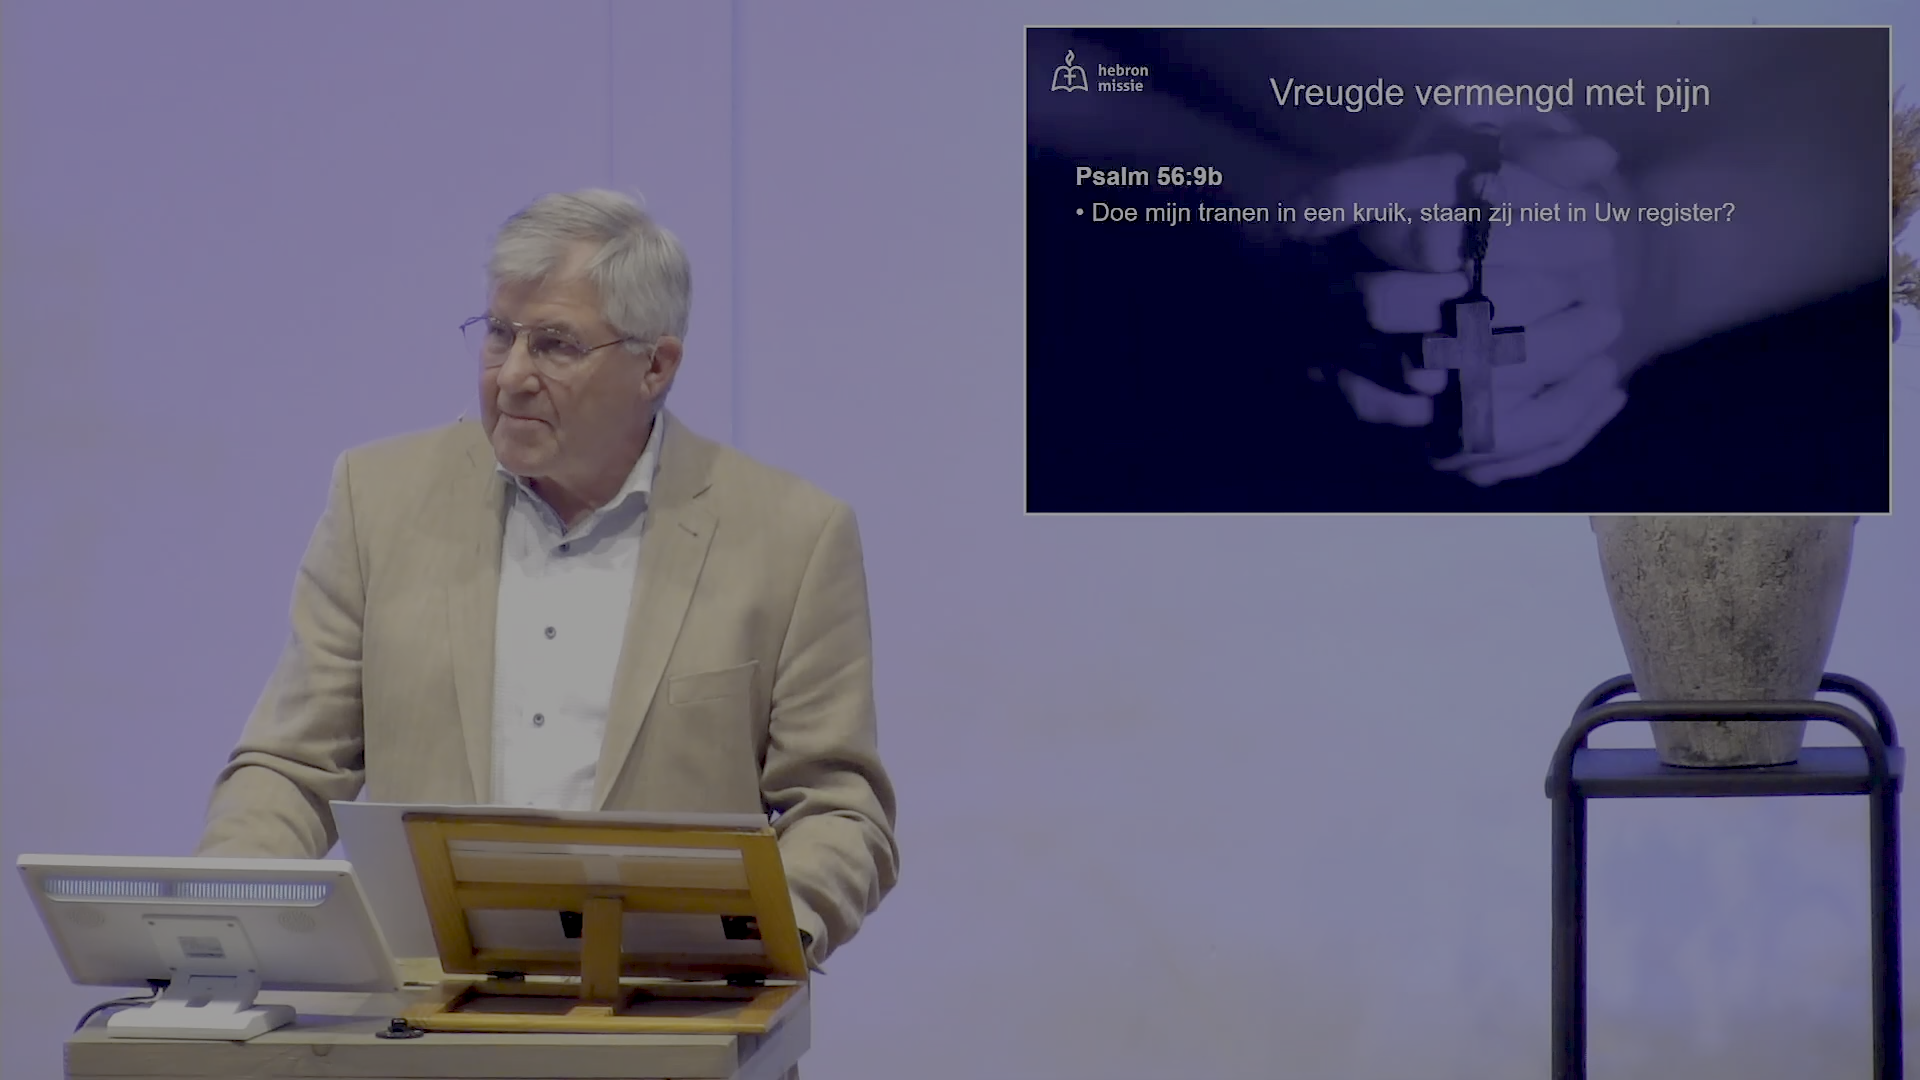 hebron
missie
Vreugde vermengd met pijn
Psalm 56:9b
• Doe mijn tranen in een kruik, staan zij niet in Uw register?